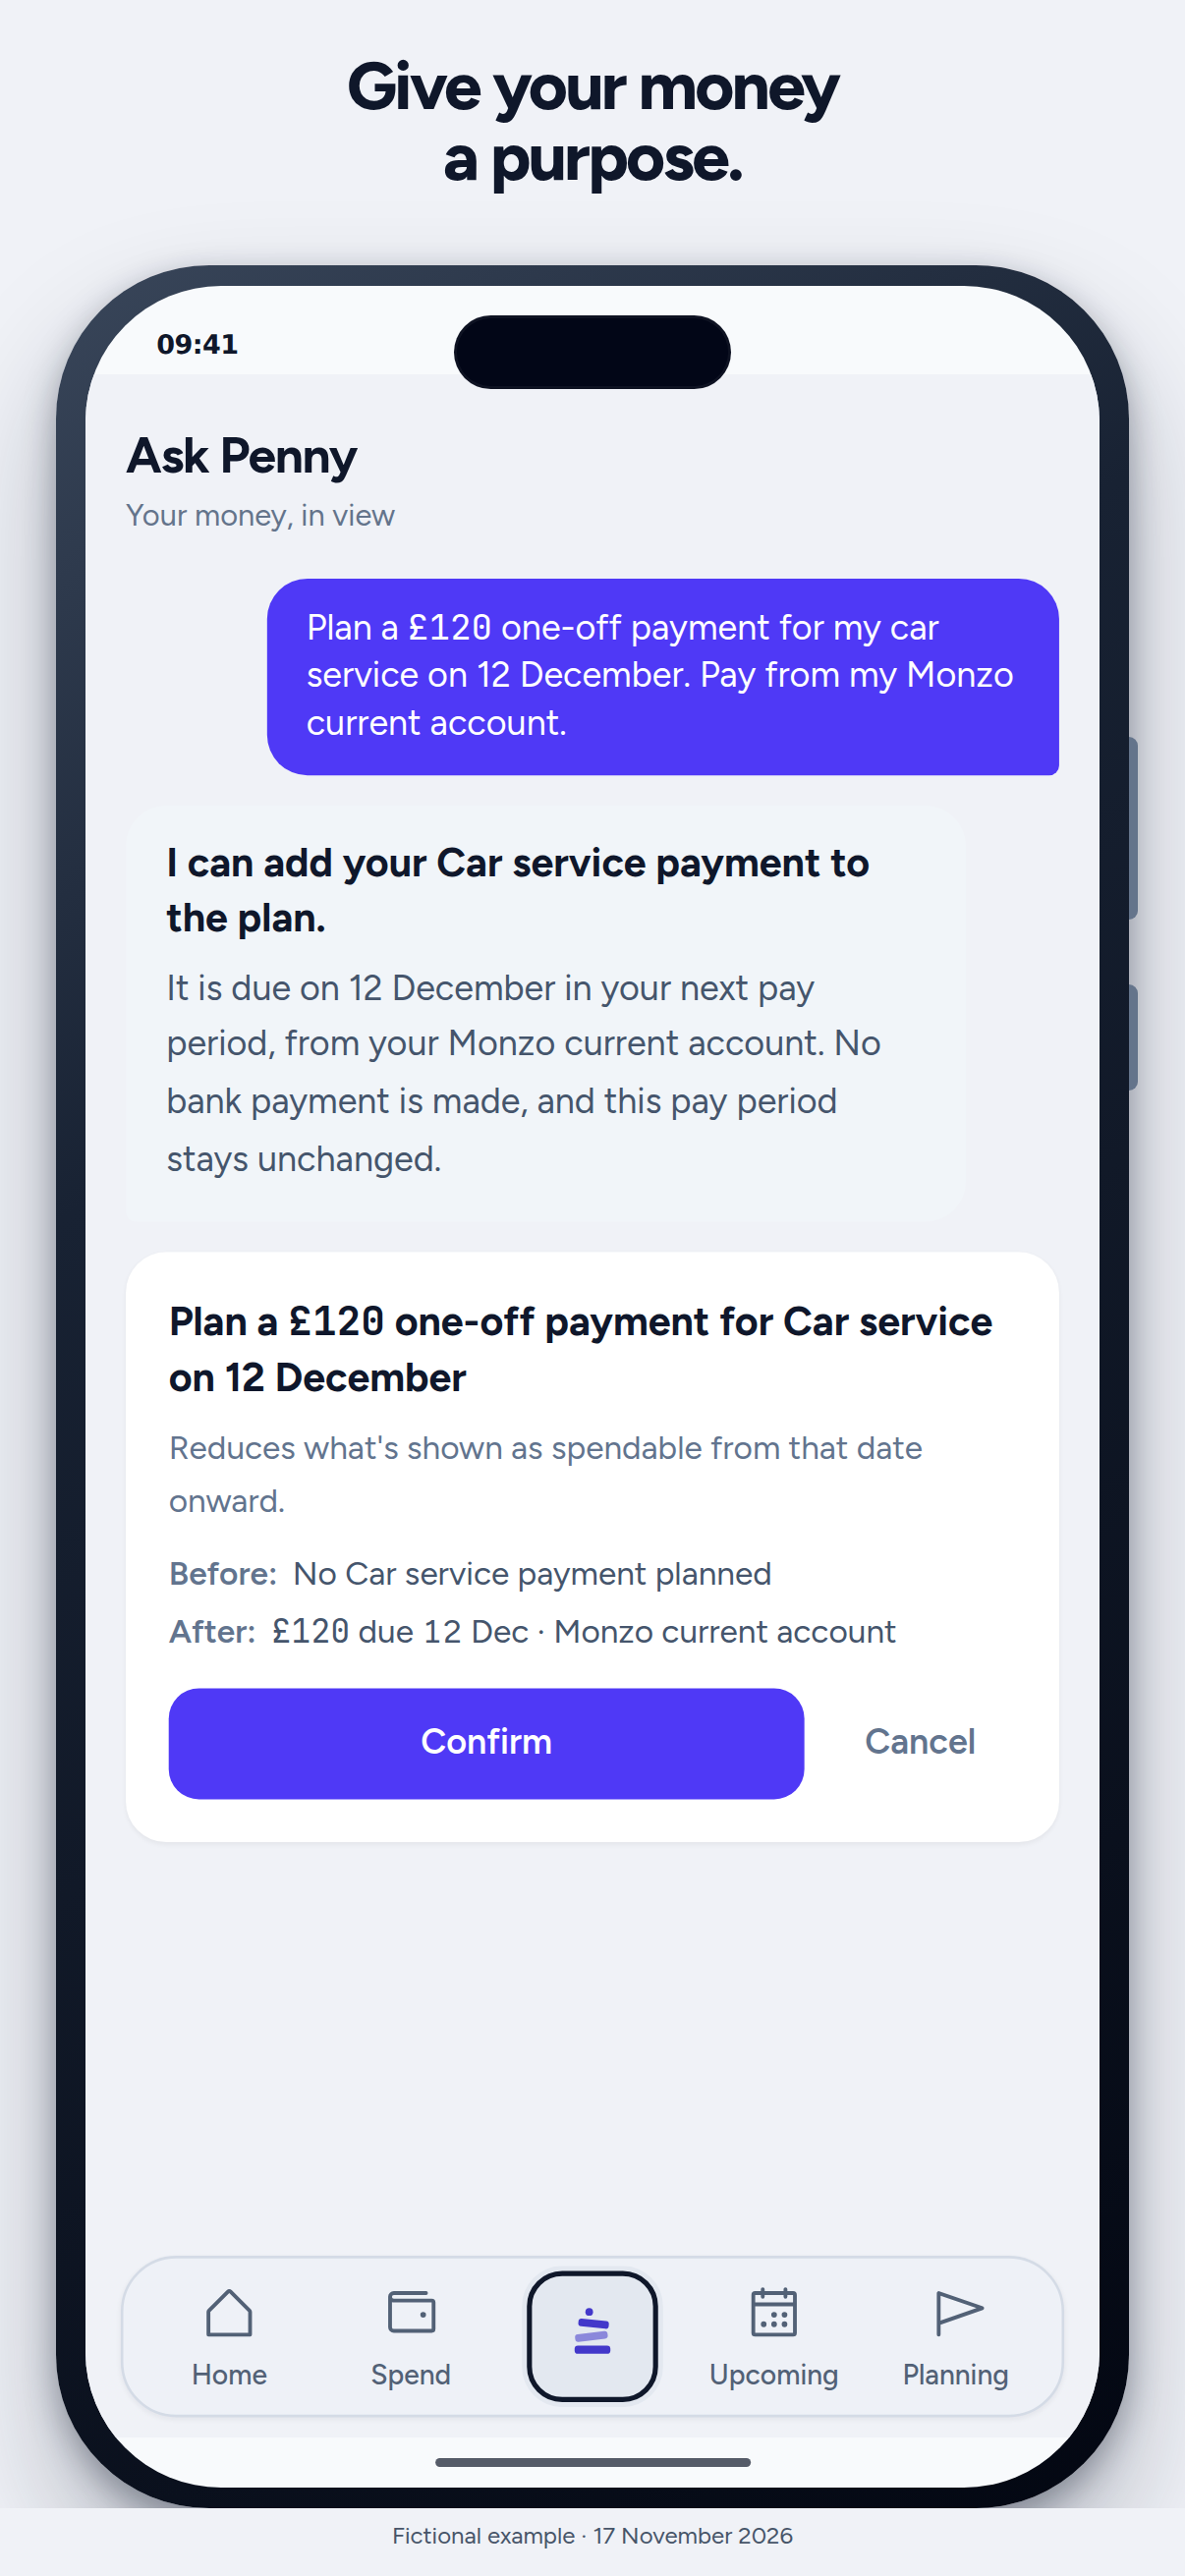 Give your money
a purpose.
09:41
Ask Penny
Your money, in view
Plan a £120 one-off payment for my car
service on 12 December. Pay from my Monzo
current account.
I can add your Car service payment to
the plan.
It is due on 12 December in your next pay
period, from your Monzo current account. No
bank payment is made, and this pay period
stays unchanged.
Plan a £120 one-off payment for Car service
on 12 December
Reduces what's shown as spendable from that date
onward.
Before: No Car service payment planned
After: £120 due 12 Dec · Monzo current account
Confirm Cancel
Home Spend Upcoming Planning
Fictional example · 17 November 2026